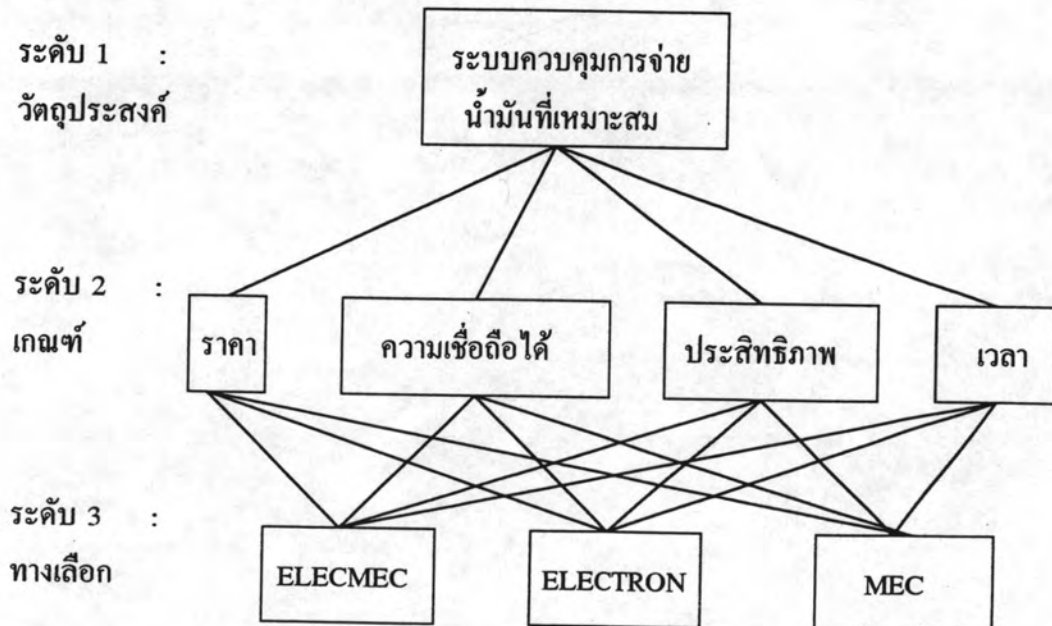 ระดับ 1 :
วัตถุประสงค์
ระบบควบคุมการจ่าย
น้ำมันที่เหมาะสม
ระดับ 2 :
เกณฑ์
ราคา
ความเชื่อถือได้
ประสิทธิภาพ
เวลา
ระดับ 3 :
ทางเลือก
ELECMEC
ELECTRON
MEC